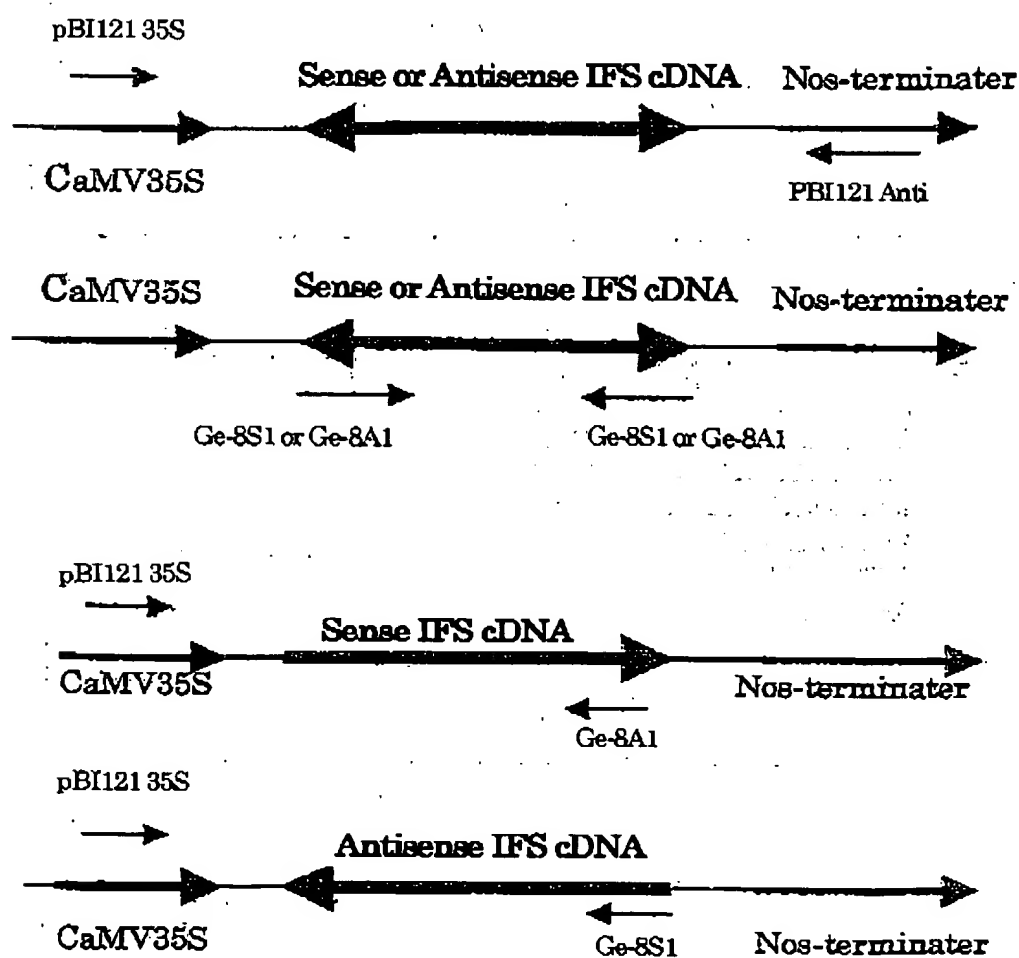 pBI121 35S
Sense or Antisense IFS cDNA
Nos-terminater
CaMV35S
PBI121 Anti
CaMV35S
Sense or Antisense IFS cDNA
Nos-terminater
Ge-8S1 or Ge-8A1
Ge-8S1 or Ge-8A1
pBI121 35S
Sense IFS cDNA
CaMV35S
Nos-terminater
Ge-8A1
pBI121 35S
Antisense IFS cDNA
CaMV35S
Ge-8S1
Nos-terminater